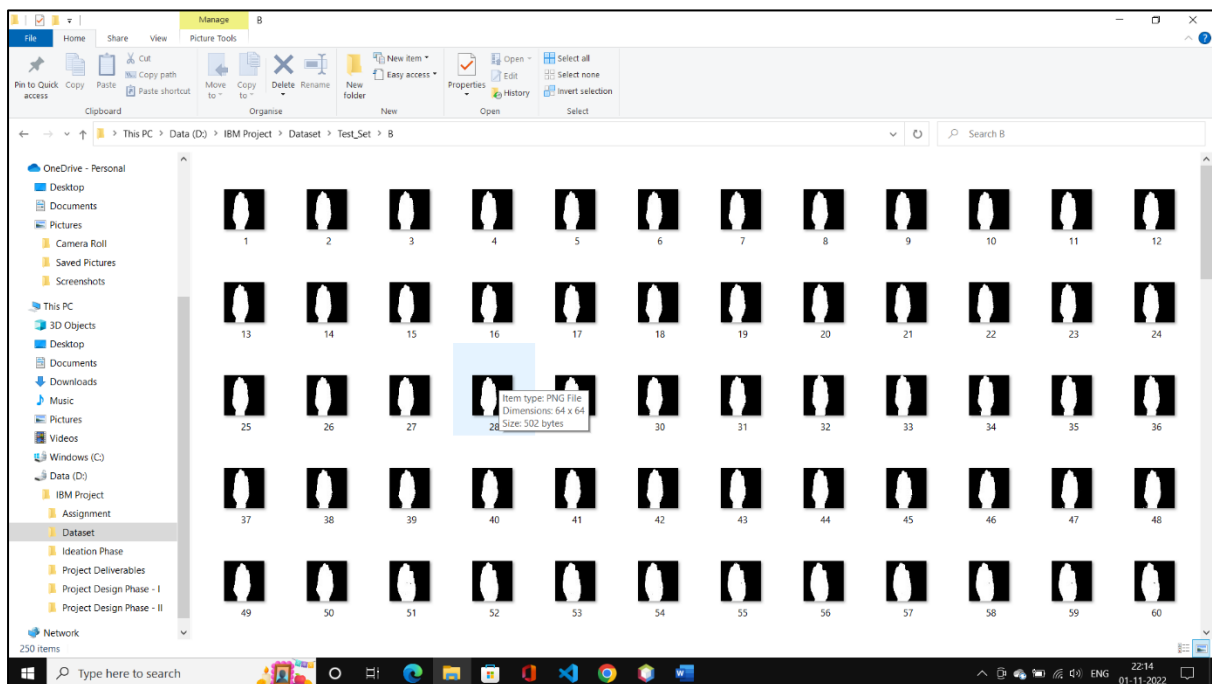 Manage B
File Home Share View Picture Tools
Pin to Quick access
Copy
Paste
Cut
Copy path
Paste shortcut
Move to
Copy to
Delete
Rename
New folder
New item
Easy access
Properties
Open
Edit
History
Select all
Select none
Invert selection
Clipboard Organise New Open Select
This PC > Data (D:) > IBM Project > Dataset > Test_Set > B
Search B
OneDrive - Personal
Desktop
Documents
Pictures
Camera Roll
Saved Pictures
Screenshots
This PC
3D Objects
Desktop
Documents
Downloads
Music
Pictures
Videos
Windows (C:)
Data (D:)
IBM Project
Assignment
Dataset
Ideation Phase
Project Deliverables
Project Design Phase - I
Project Design Phase - II
Network
1 2 3 4 5 6 7 8 9 10 11 12
13 14 15 16 17 18 19 20 21 22 23 24
25 26 27 28 30 31 32 33 34 35 36
Item type: PNG File
Dimensions: 64 x 64
Size: 502 bytes
37 38 39 40 41 42 43 44 45 46 47 48
49 50 51 52 53 54 55 56 57 58 59 60
250 items
Type here to search
ENG
22:14
01-11-2022